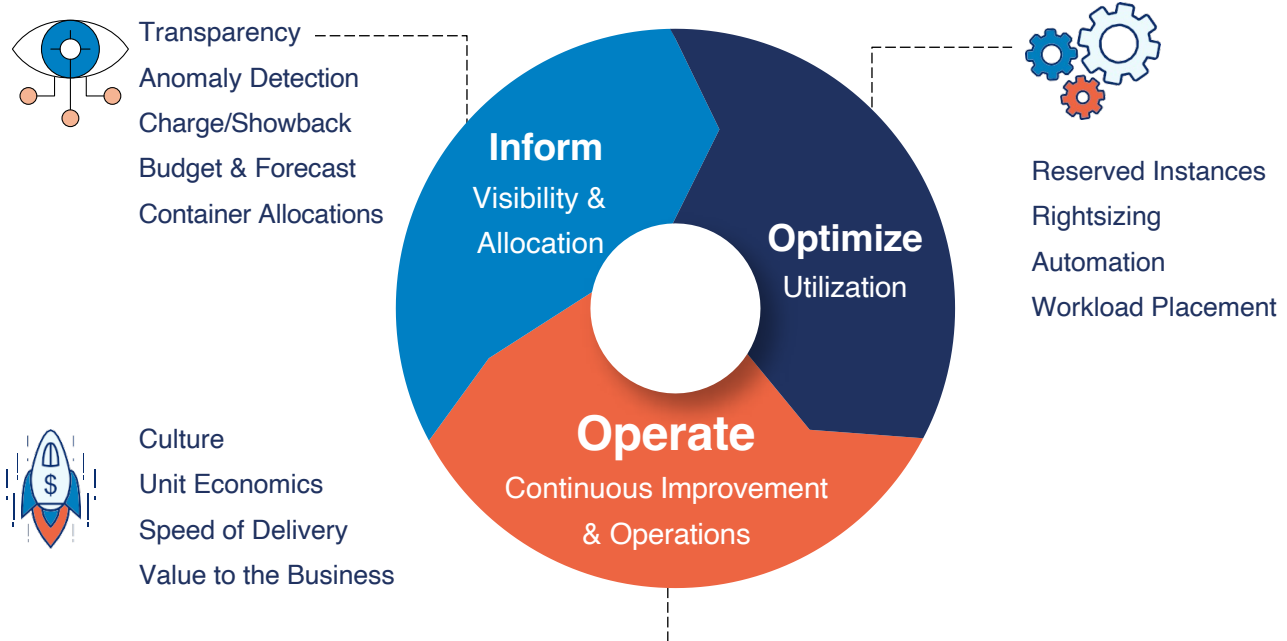 Transparency
Anomaly Detection
Charge/Showback
Budget & Forecast
Container Allocations
Inform
Visibility &
Allocation
Optimize
Utilization
Reserved Instances
Rightsizing
Automation
Workload Placement
Culture
Unit Economics
Speed of Delivery
Value to the Business
$
Operate
Continuous Improvement
& Operations